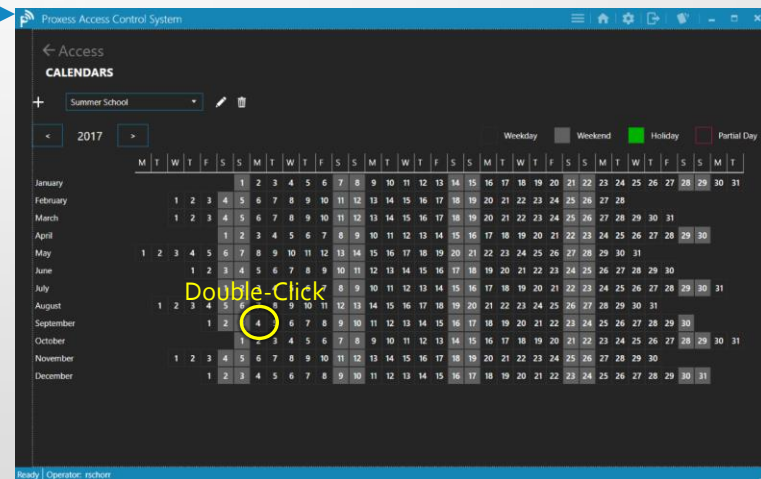 Proxess Access Control System
Access
CALENDARS
Summer School
< 2017 >
Weekday Weekend Holiday Partial Day
M T W T F S S M T W T F S S M T W T F S S M T W T F S S M T W T F S S M T
January 1 2 3 4 5 6 7 8 9 10 11 12 13 14 15 16 17 18 19 20 21 22 23 24 25 26 27 28 29 30 31
February 1 2 3 4 5 6 7 8 9 10 11 12 13 14 15 16 17 18 19 20 21 22 23 24 25 26 27 28
March 1 2 3 4 5 6 7 8 9 10 11 12 13 14 15 16 17 18 19 20 21 22 23 24 25 26 27 28 29 30 31
April 1 2 3 4 5 6 7 8 9 10 11 12 13 14 15 16 17 18 19 20 21 22 23 24 25 26 27 28 29 30
May 1 2 3 4 5 6 7 8 9 10 11 12 13 14 15 16 17 18 19 20 21 22 23 24 25 26 27 28 29 30 31
June 1 2 3 4 5 6 7 8 9 10 11 12 13 14 15 16 17 18 19 20 21 22 23 24 25 26 27 28 29 30
July 8 9 10 11 12 13 14 15 16 17 18 19 20 21 22 23 24 25 26 27 28 29 30 31
Double-Click
August 1 2 3 4 5 6 8 9 10 11 12 13 14 15 16 17 18 19 20 21 22 23 24 25 26 27 28 29 30 31
September 1 2 4 5 6 7 8 9 10 11 12 13 14 15 16 17 18 19 20 21 22 23 24 25 26 27 28 29 30
October 1 2 3 4 5 6 7 8 9 10 11 12 13 14 15 16 17 18 19 20 21 22 23 24 25 26 27 28 29 30 31
November 1 2 3 4 5 6 7 8 9 10 11 12 13 14 15 16 17 18 19 20 21 22 23 24 25 26 27 28 29 30
December 1 2 3 4 5 6 7 8 9 10 11 12 13 14 15 16 17 18 19 20 21 22 23 24 25 26 27 28 29 30 31
Ready Operator: rschorr